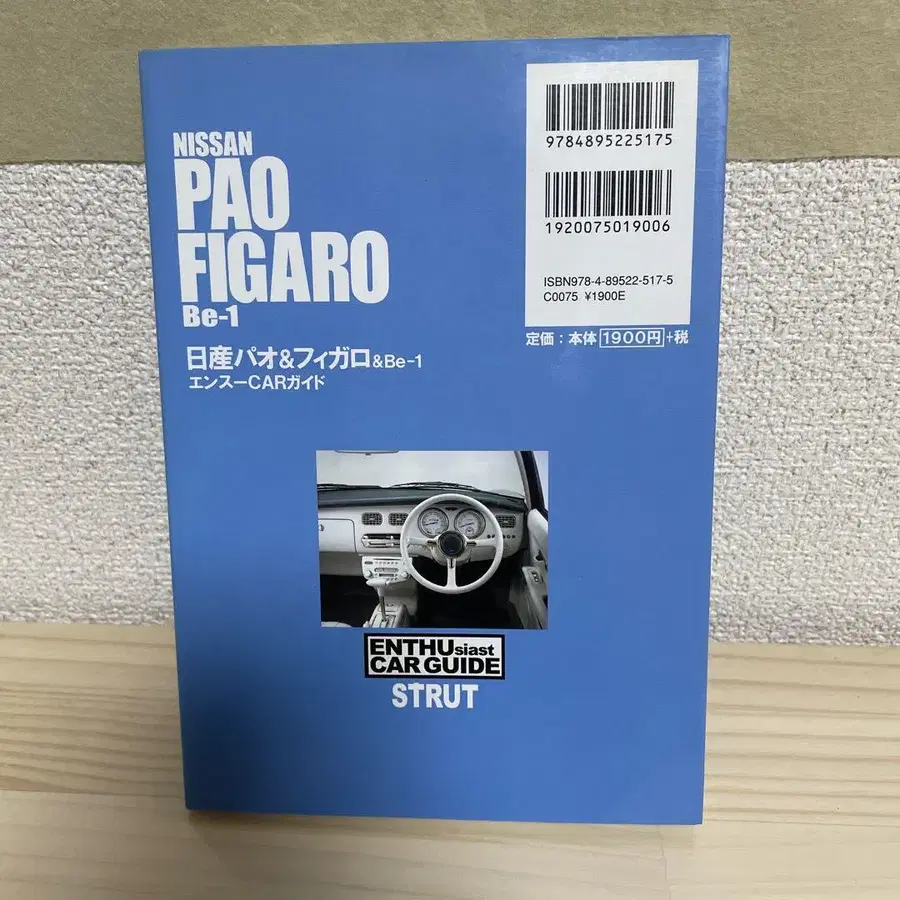 NISSAN
PAO
FIGARO
Be-1
日産パオ&フィガロ&Be-1
エンスーCARガイド
9784895225175
1920075019006
ISBN978-4-89522-517-5
C0075 ¥1900E
定価：本体1900円+税
ENTHUsiast
CAR GUIDE
STRUT